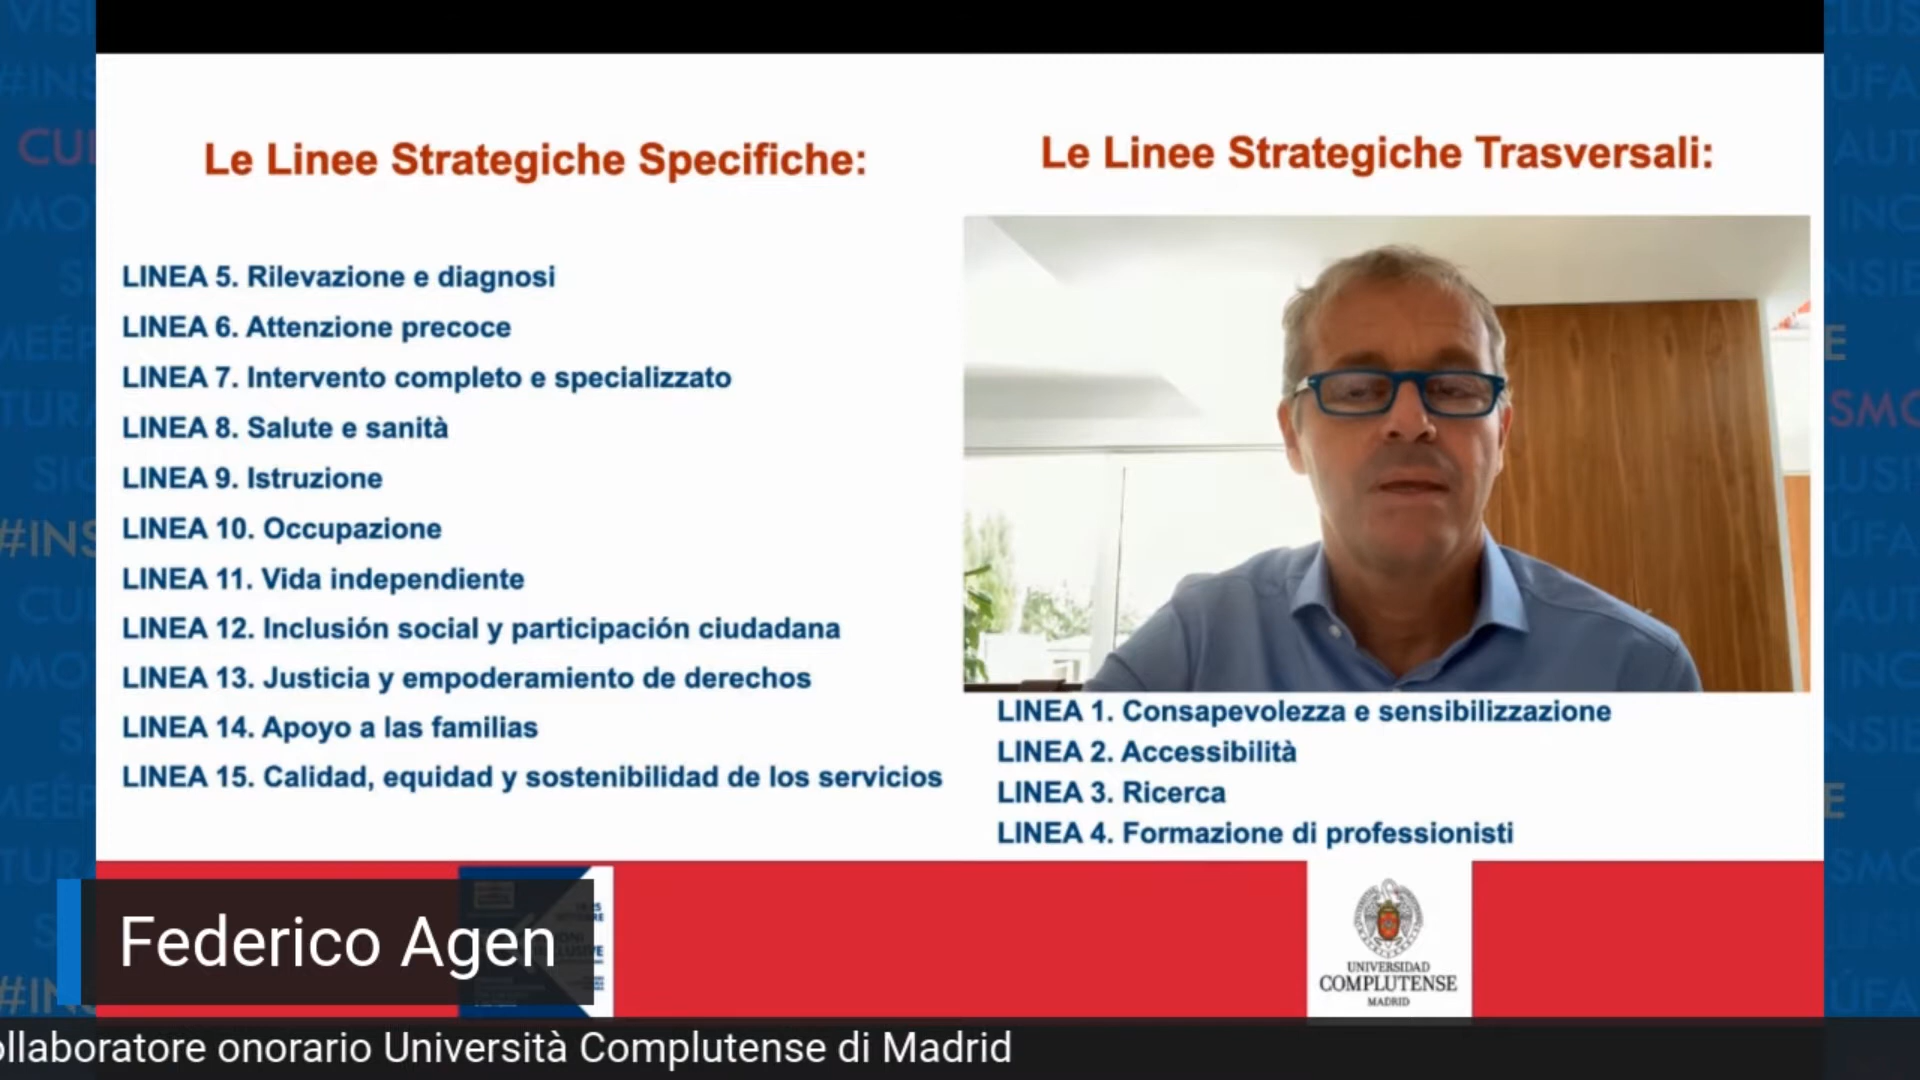 Le Linee Strategiche Specifiche:
LINEA 5. Rilevazione e diagnosi
LINEA 6. Attenzione precoce
LINEA 7. Intervento completo e specializzato
LINEA 8. Salute e sanità
LINEA 9. Istruzione
LINEA 10. Occupazione
LINEA 11. Vida independiente
LINEA 12. Inclusión social y participación ciudadana
LINEA 13. Justicia y empoderamiento de derechos
LINEA 14. Apoyo a las familias
LINEA 15. Calidad, equidad y sostenibilidad de los servicios
Le Linee Strategiche Trasversali:
LINEA 1. Consapevolezza e sensibilizzazione
LINEA 2. Accessibilità
LINEA 3. Ricerca
LINEA 4. Formazione di professionisti
UNIVERSIDAD
COMPLUTENSE
MADRID
Federico Agen
ollaboratore onorario Università Complutense di Madrid